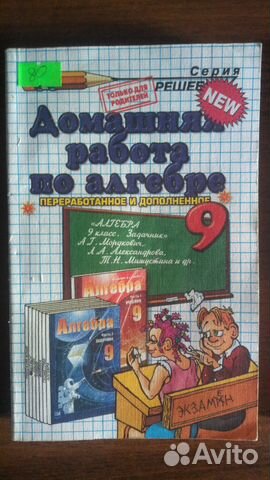 80
Серия
РЕШЕБ
NEW
ТОЛЬКО ДЛЯ
РОДИТЕЛЕЙ
Домашняя
работа
по алгебре
ПЕРЕРАБОТАННОЕ И ДОПОЛНЕННОЕ
9
«АЛГЕБРА
9 класс. Задачник»
А.Г. Мордкович,
Л.А. Александрова,
Т.Н. Мишустина и др.
Алгебра
9
Алгебра
9
ЭКЗАМЕН
Avito